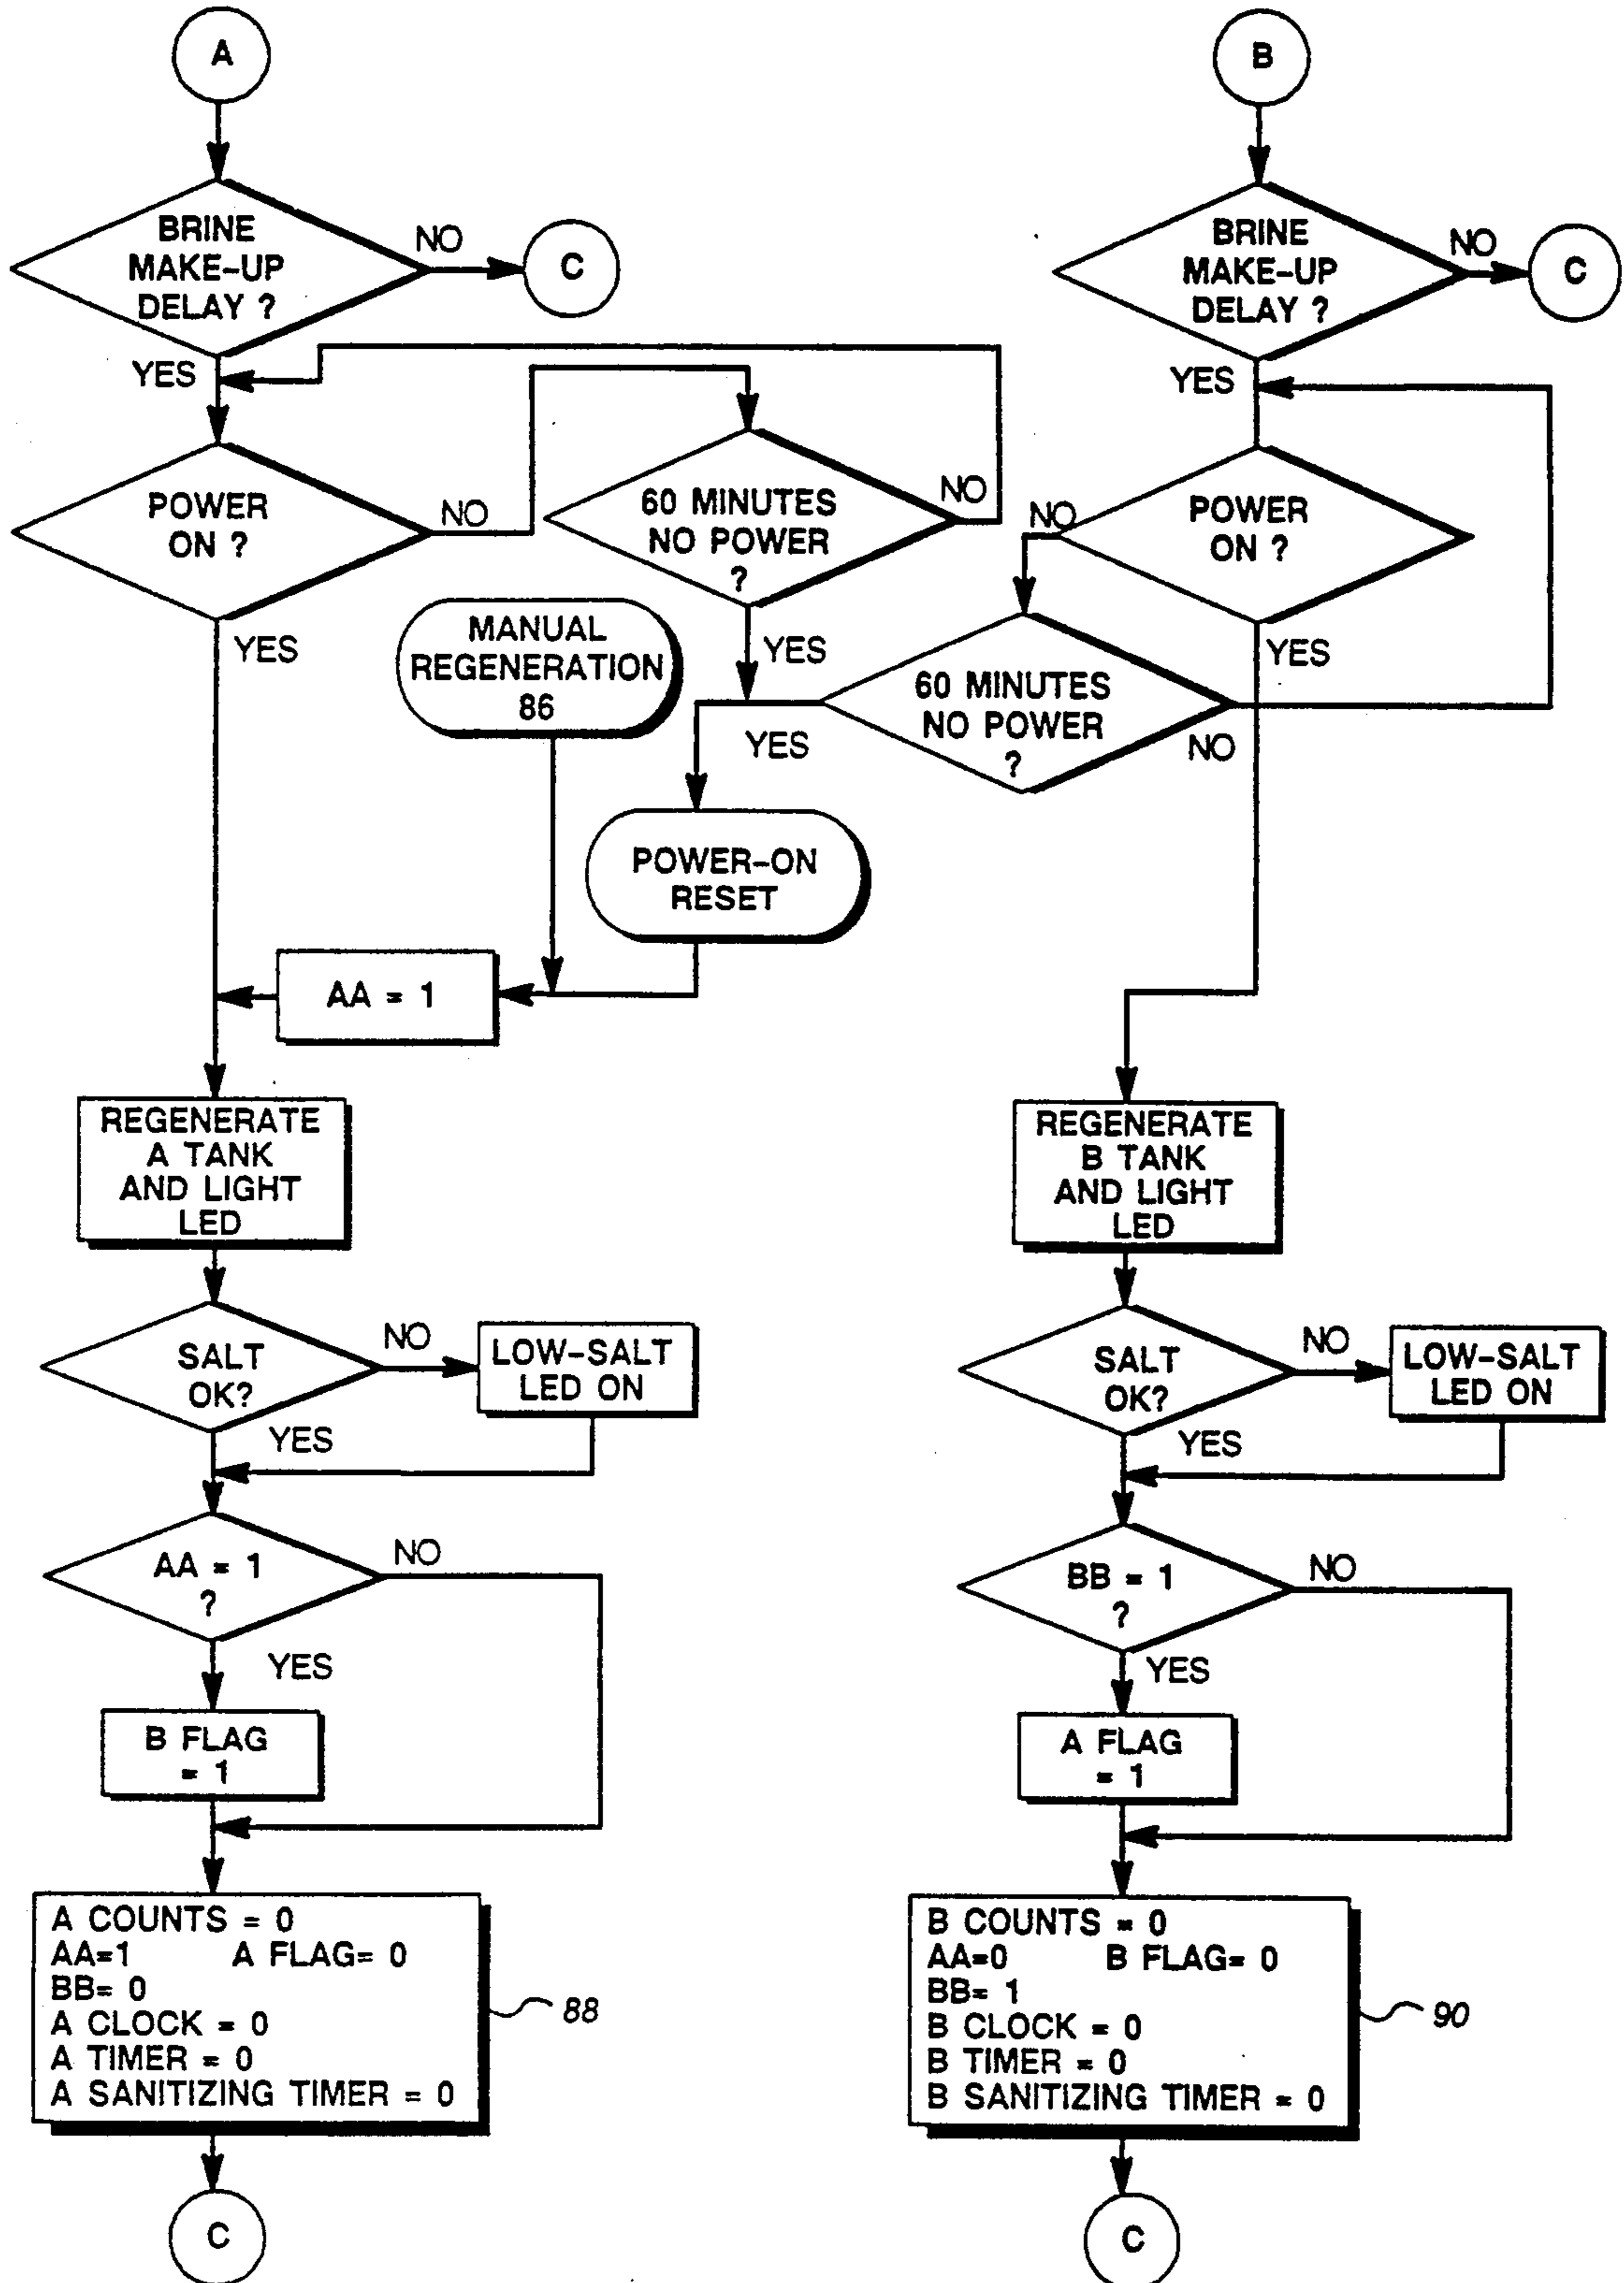 A
BRINE
MAKE-UP
DELAY ?
NO
C
YES
POWER
ON ?
NO
60 MINUTES
NO POWER
?
NO
YES
YES
MANUAL
REGENERATION
86
POWER-ON
RESET
AA = 1
REGENERATE
A TANK
AND LIGHT
LED
SALT
OK?
NO
LOW-SALT
LED ON
YES
AA = 1
?
NO
YES
B FLAG
= 1
A COUNTS = 0
AA=1 A FLAG= 0
BB= 0
A CLOCK = 0
A TIMER = 0
A SANITIZING TIMER = 0
88
C
B
BRINE
MAKE-UP
DELAY ?
NO
C
YES
POWER
ON ?
NO
YES
60 MINUTES
NO POWER
?
YES
NO
REGENERATE
B TANK
AND LIGHT
LED
SALT
OK?
NO
LOW-SALT
LED ON
YES
BB = 1
?
NO
YES
A FLAG
= 1
B COUNTS = 0
AA=0 B FLAG= 0
BB= 1
B CLOCK = 0
B TIMER = 0
B SANITIZING TIMER = 0
90
C